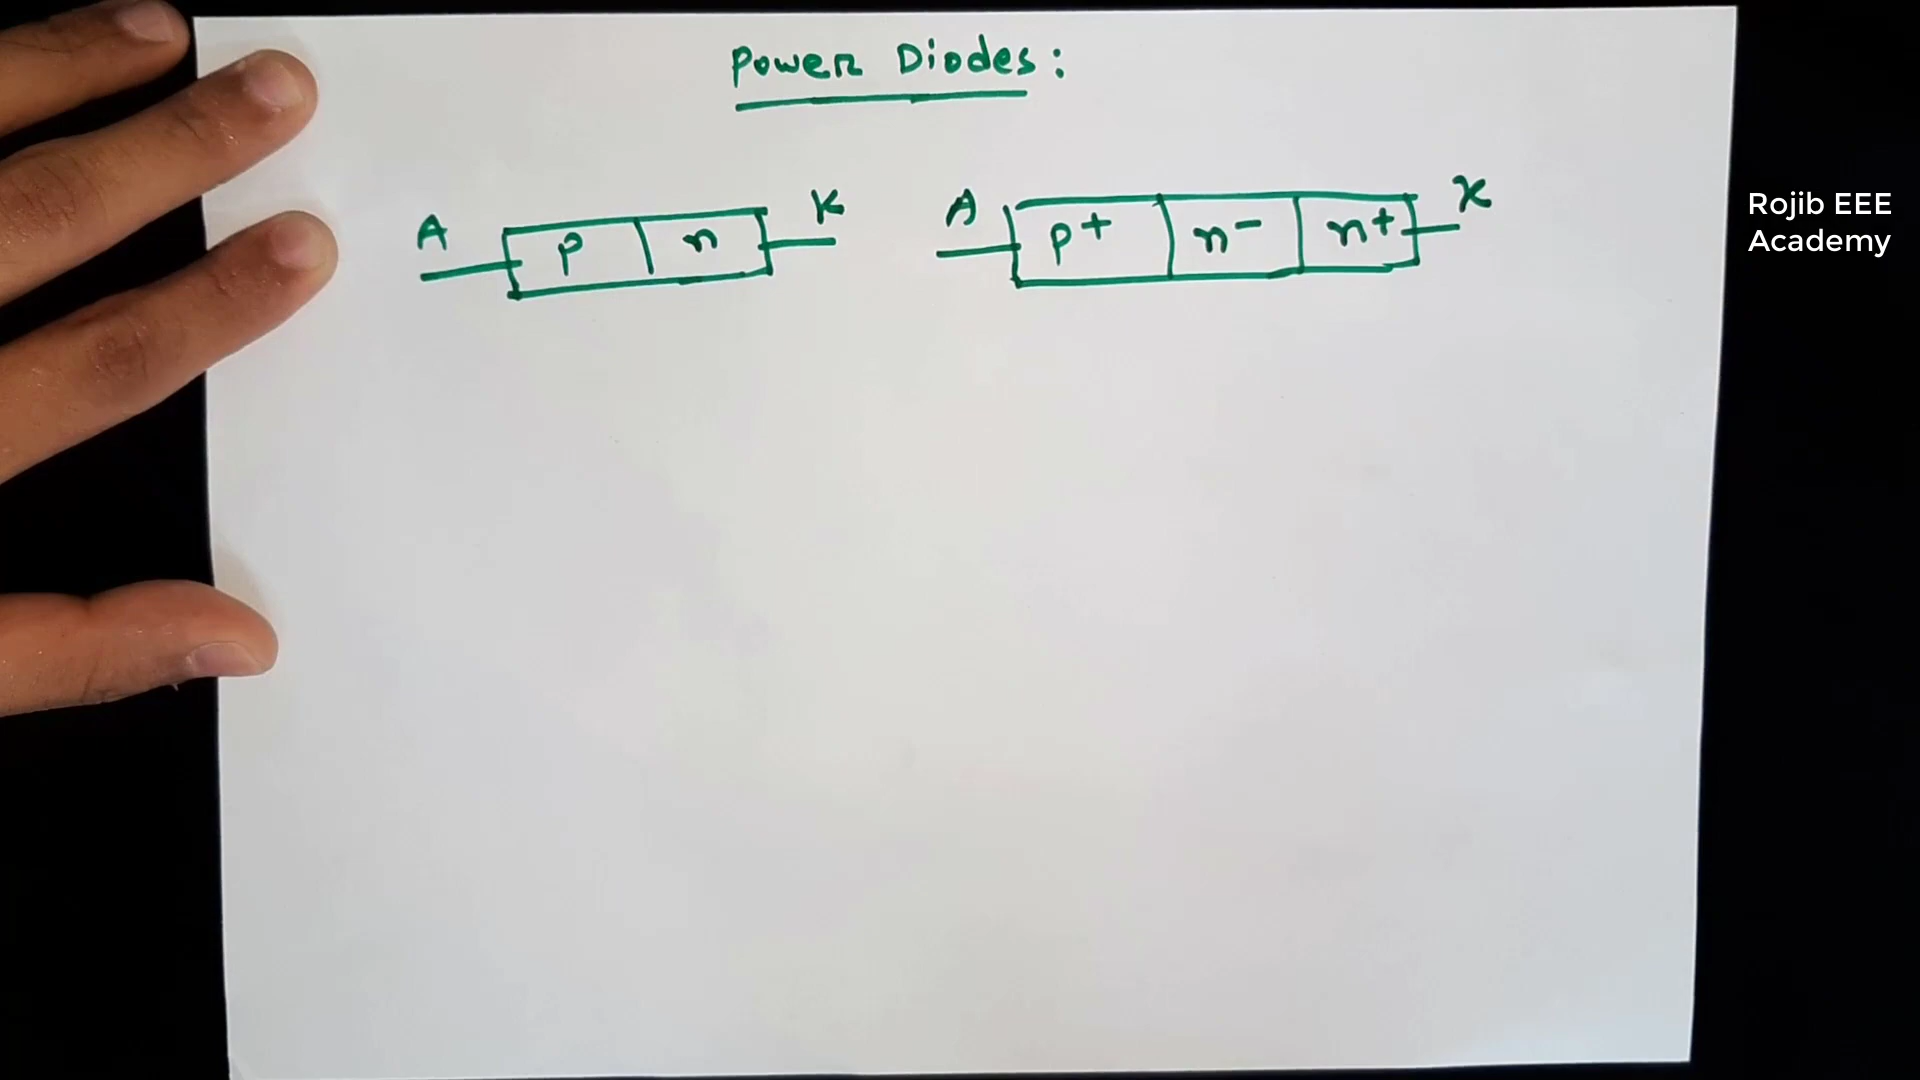 Power Diodes:
A p n K
A p+ n- n+ K
Rojib EEE
Academy